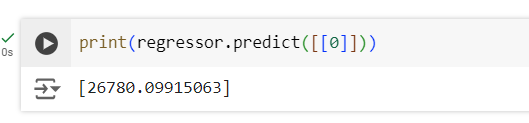 print(regressor.predict([[0]]))
0s
[26780.09915063]